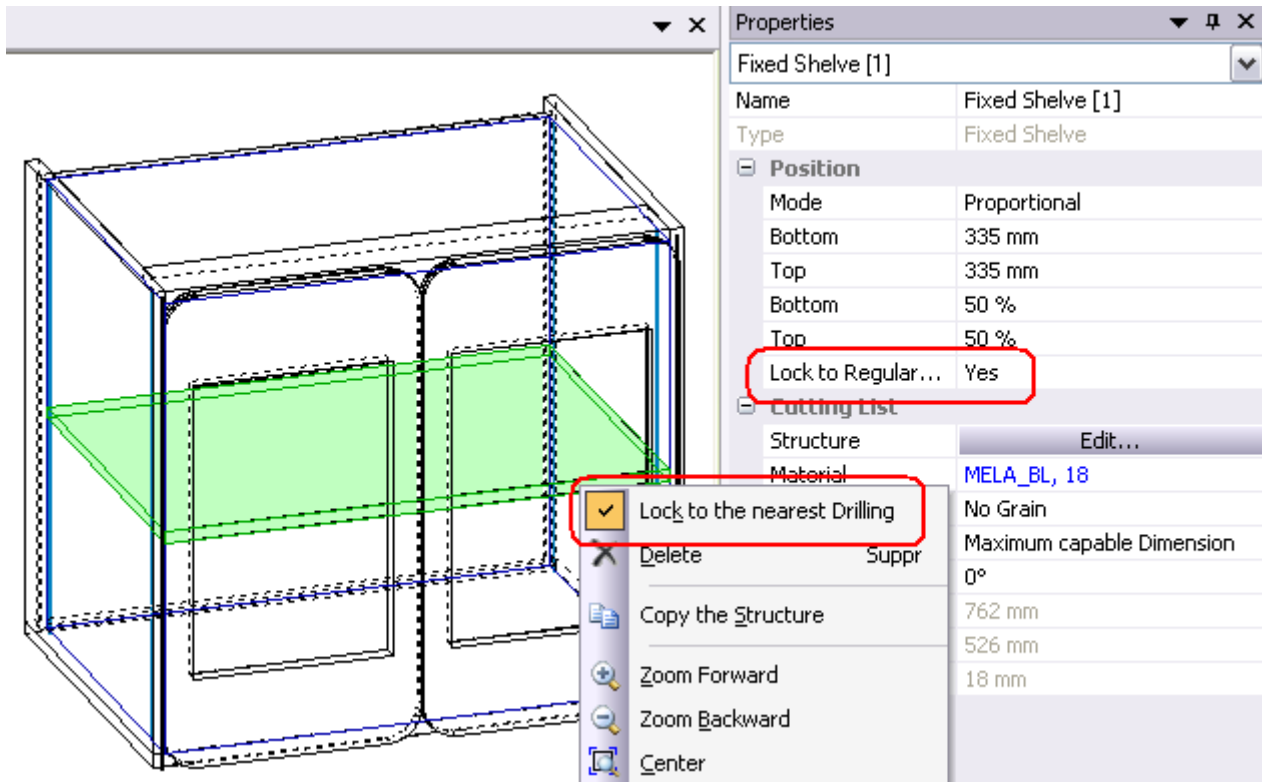 Properties
Fixed Shelve [1]
Name Fixed Shelve [1]
Type Fixed Shelve
Position
Mode Proportional
Bottom 335 mm
Top 335 mm
Bottom 50 %
Top 50 %
Lock to Regular... Yes
Cutting List
Structure Edit...
Material MELA_BL, 18
No Grain
Maximum capable Dimension
0°
762 mm
526 mm
18 mm
Lock to the nearest Drilling
Delete Suppr
Copy the Structure
Zoom Forward
Zoom Backward
Center